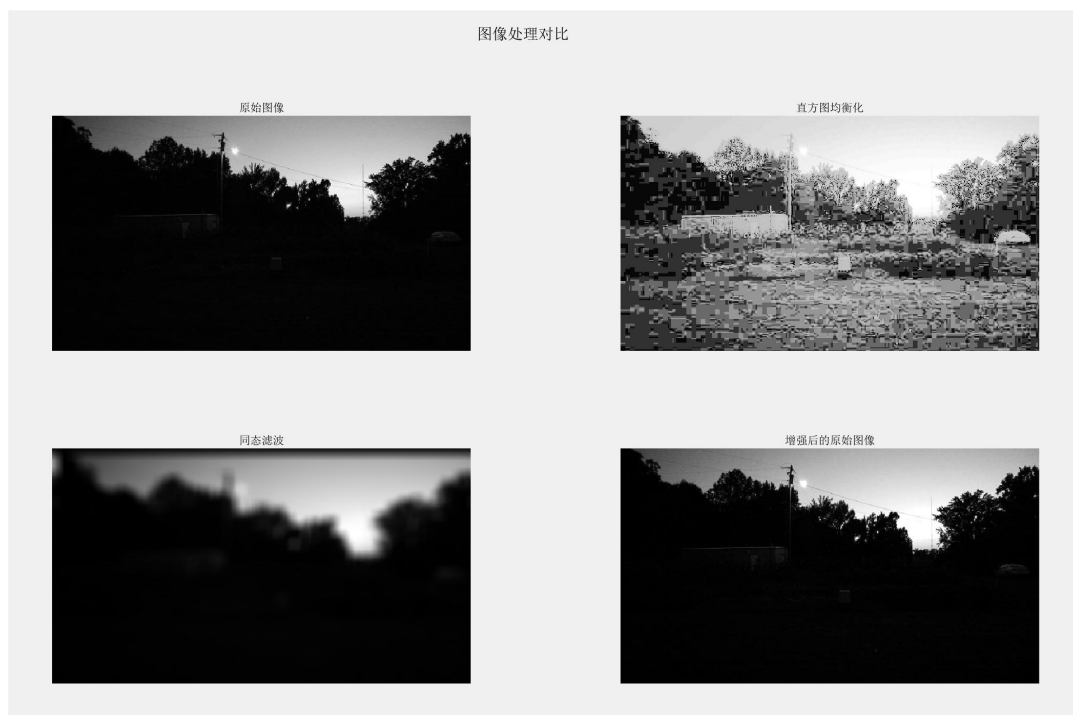 图像处理对比
原始图像
直方图均衡化
同态滤波
增强后的原始图像